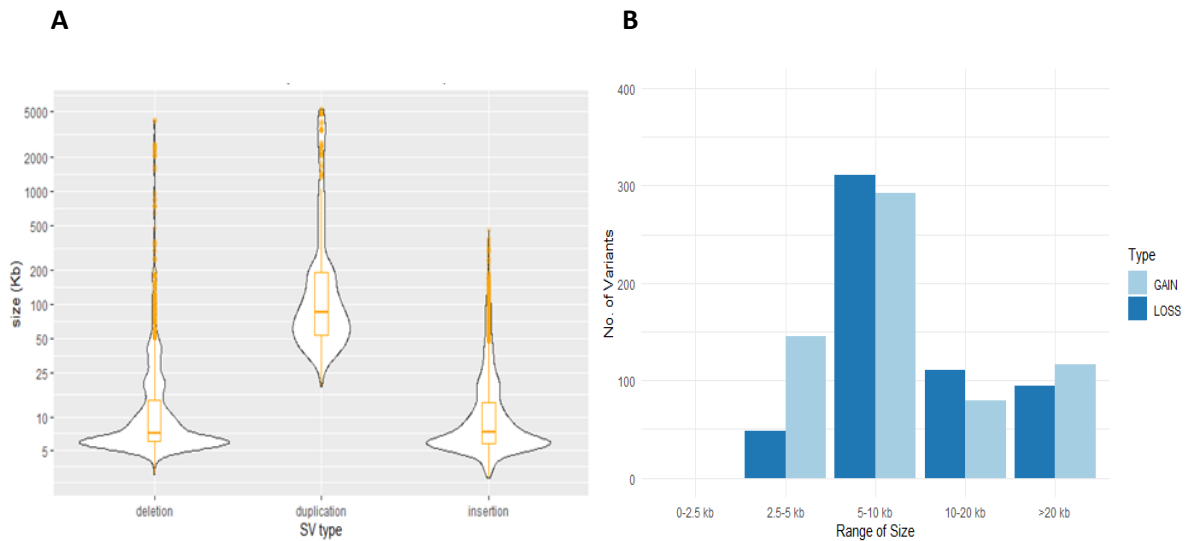 A
B
5000
2000
1000
500
200
100
50
25
10
5
size (Kb)
deletion duplication insertion
SV type
400
300
200
100
0
No. of Variants
0-2.5 kb 2.5-5 kb 5-10 kb 10-20 kb >20 kb
Range of Size
Type
GAIN
LOSS